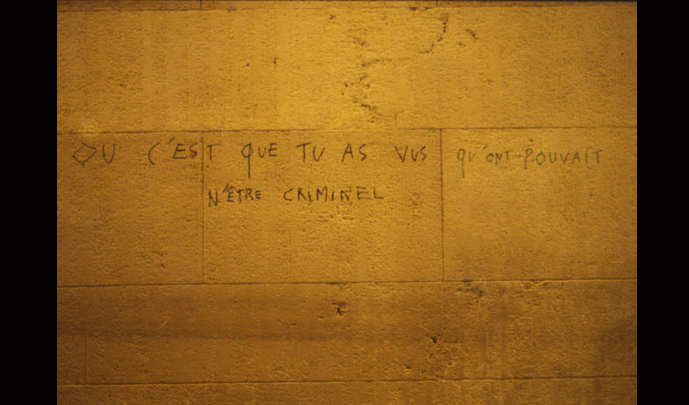 OU C'EST QUE TU AS VUS QU'ONT-POUVAIT
N'ÊTRE CRIMINEL